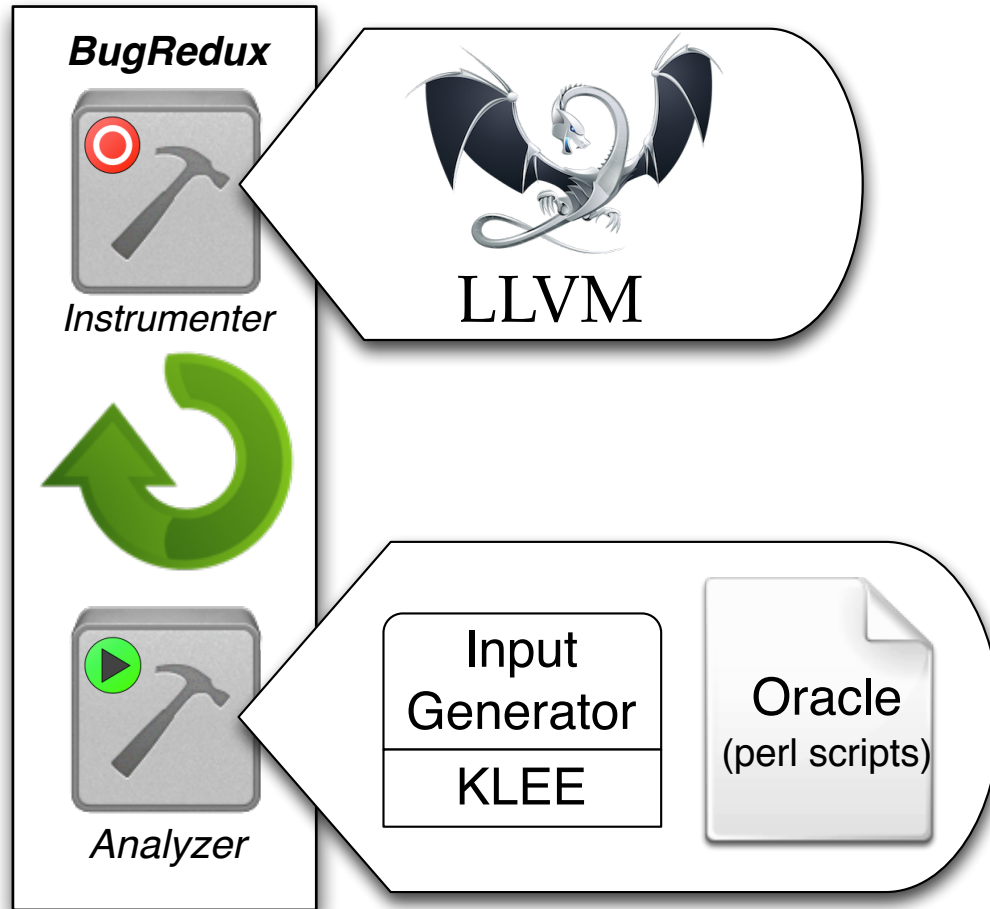 BugRedux
Instrumenter
LLVM
Analyzer
Input
Generator
KLEE
Oracle
(perl scripts)